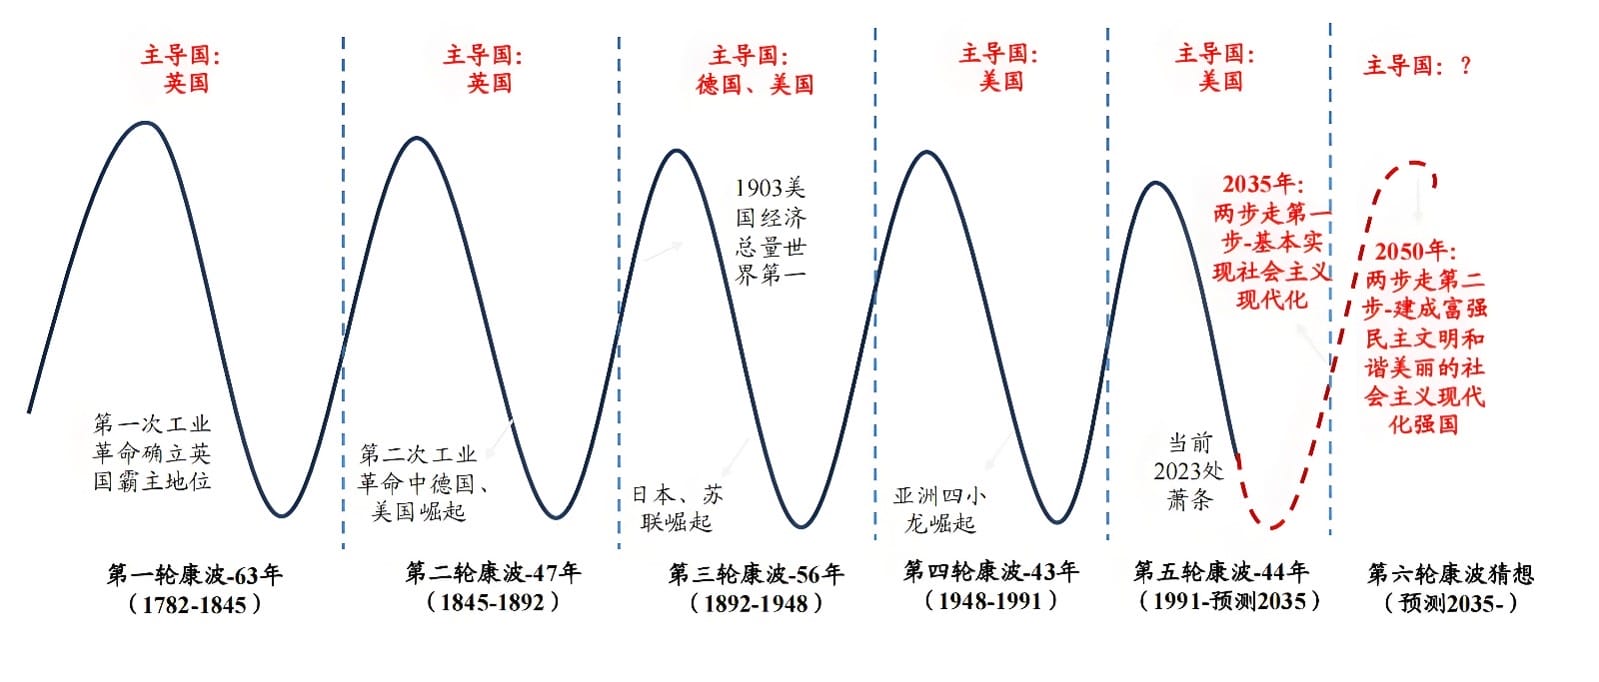 主导国：
英国
主导国：
英国
主导国：
德国、美国
主导国：
美国
主导国：
美国
主导国：？
1903美
国经济
总量世
界第一
2035年：
两步走第一
步-基本实
现社会主义
现代化
2050年：
两步走第二
步-建成富强
民主文明和
谐美丽的社
会主义现代
化强国
第一次工业
革命确立英
国霸主地位
第二次工业
革命中德国、
美国崛起
日本、苏
联崛起
亚洲四小
龙崛起
当前
2023处
萧条
第一轮康波-63年
（1782-1845）
第二轮康波-47年
（1845-1892）
第三轮康波-56年
（1892-1948）
第四轮康波-43年
（1948-1991）
第五轮康波-44年
（1991-预测2035）
第六轮康波猜想
（预测2035-）